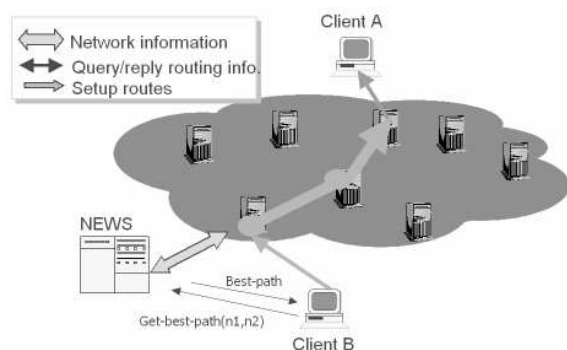 Client A
Network information
Query/reply routing info.
Setup routes
NEWS
Best-path
Get-best-path(n1,n2)
Client B